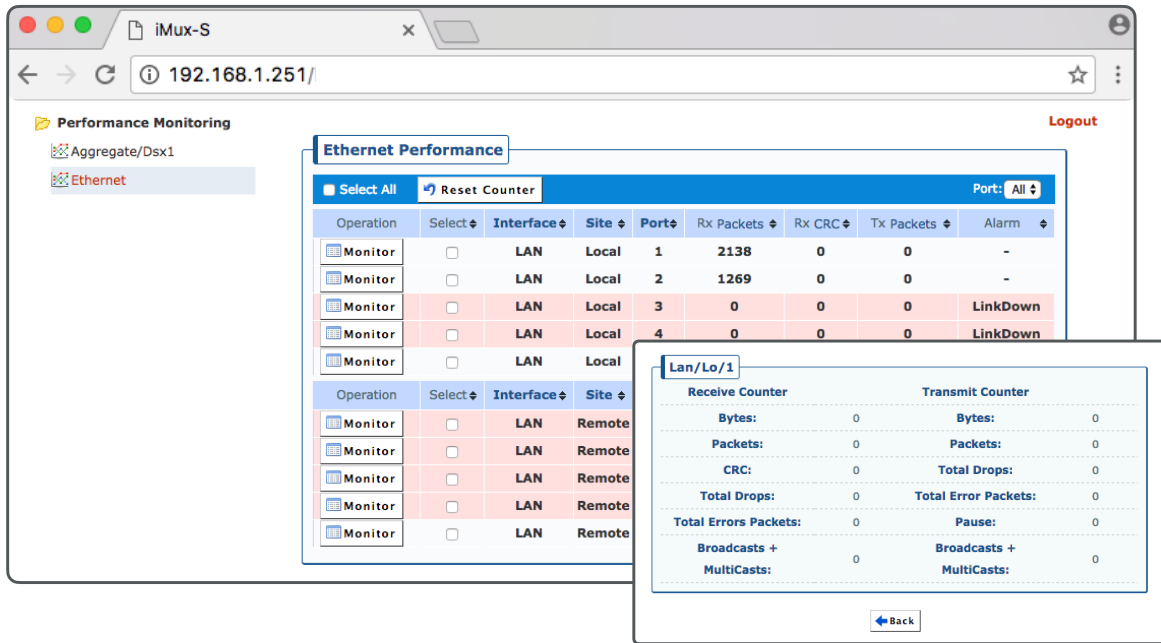 iMux-S
192.168.1.251/
Performance Monitoring
Aggregate/Dsx1
Ethernet
Logout
Ethernet Performance
Select All Reset Counter Port: All
Operation Select Interface Site Port Rx Packets Rx CRC Tx Packets Alarm
Monitor LAN Local 1 2138 0 0 -
Monitor LAN Local 2 1269 0 0 -
Monitor LAN Local 3 0 0 0 LinkDown
Monitor LAN Local 4 0 0 0 LinkDown
Monitor LAN Local
Operation Select Interface Site
Monitor LAN Remote
Monitor LAN Remote
Monitor LAN Remote
Monitor LAN Remote
Monitor LAN Remote
Lan/Lo/1
Receive Counter Transmit Counter
Bytes: 0 Bytes: 0
Packets: 0 Packets: 0
CRC: 0 Total Drops: 0
Total Drops: 0 Total Error Packets: 0
Total Errors Packets: 0 Pause: 0
Broadcasts + Broadcasts +
MultiCasts: 0 MultiCasts: 0
Back